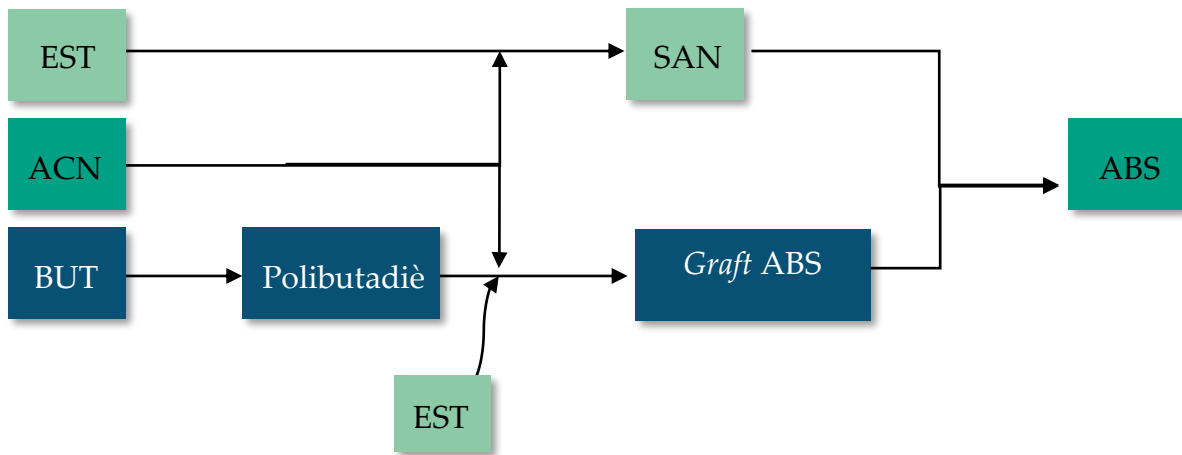 EST
SAN
ACN
ABS
BUT
Polibutadiè
Graft ABS
EST